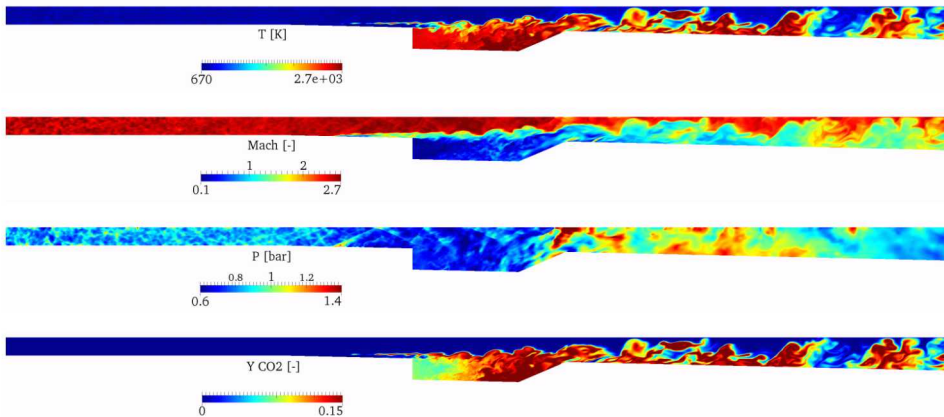 T [K]
670 2.7e+03
Mach [-]
1 2
0.1 2.7
P [bar]
0.8 1 1.2
0.6 1.4
Y CO2 [-]
0 0.15